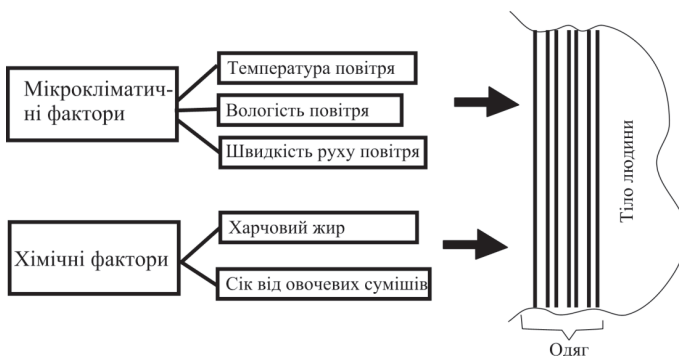 Мікрокліматич-
ні фактори
Температура повітря
Вологість повітря
Швидкість руху повітря
Хімічні фактори
Харчовий жир
Сік від овочевих сумішів
Тіло людини
Одяг